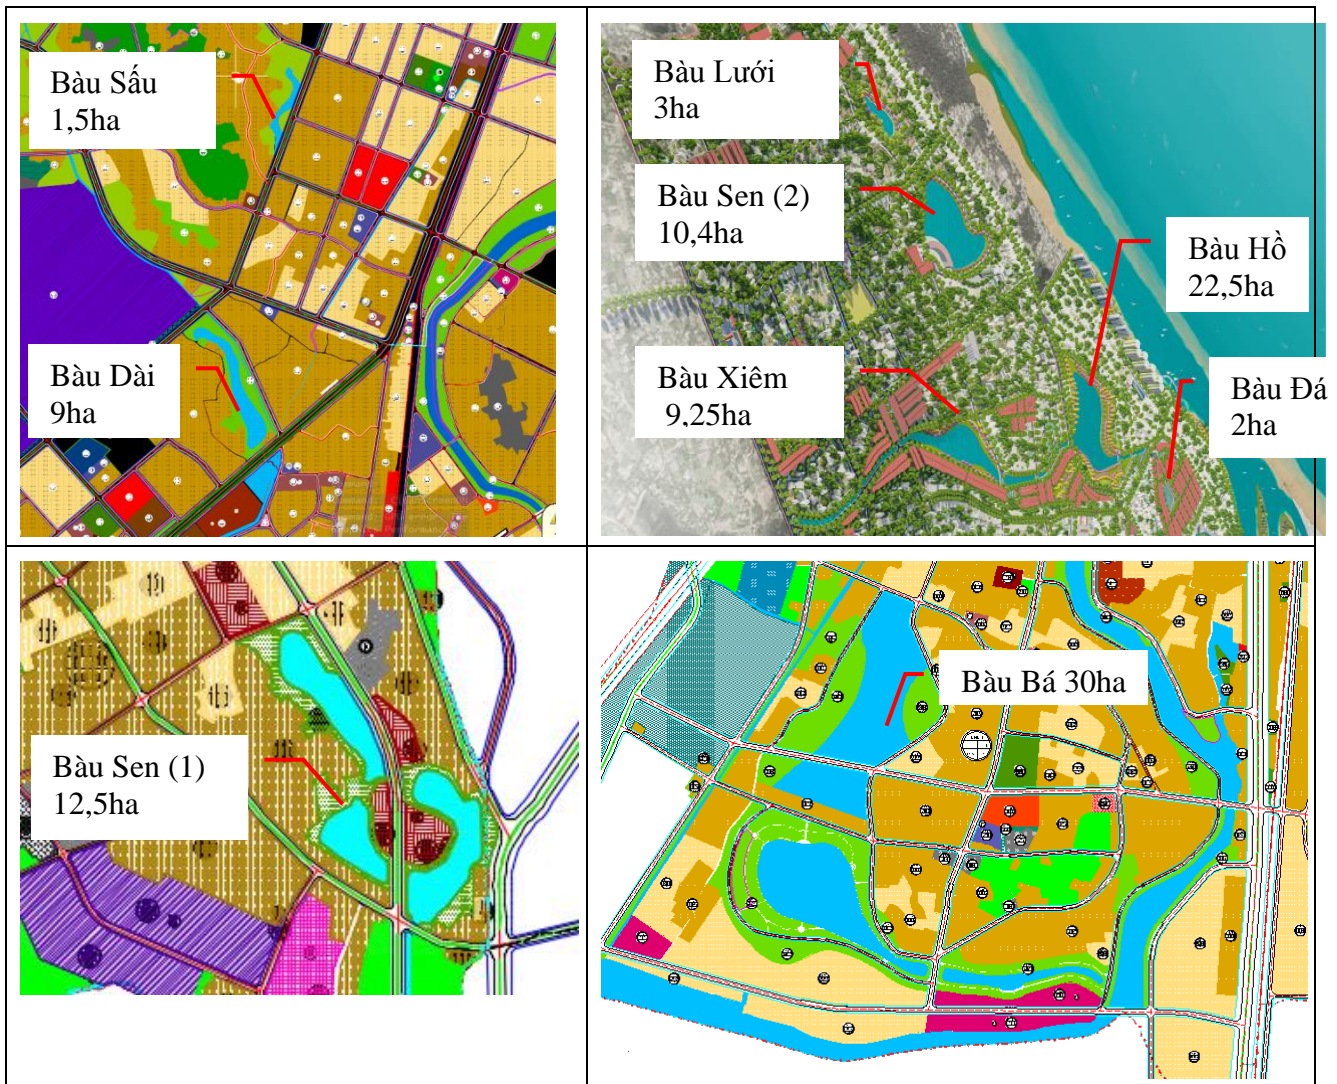 Bàu Sấu
1,5ha
Bàu Dài
9ha
Bàu Lưới
3ha
Bàu Sen (2)
10,4ha
Bàu Hồ
22,5ha
Bàu Xiêm
9,25ha
Bàu Đá
2ha
Bàu Sen (1)
12,5ha
Bàu Bá 30ha